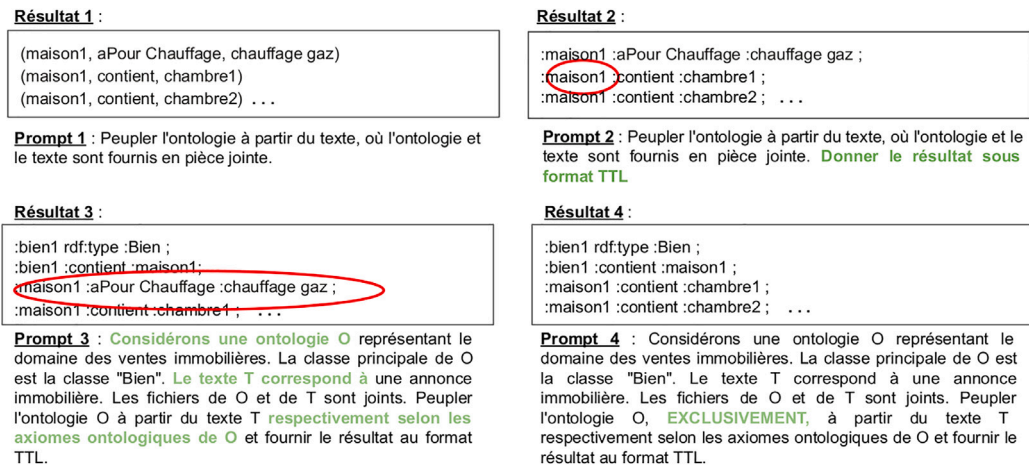 Résultat 1 :
(maison1, aPour Chauffage, chauffage gaz)
(maison1, contient, chambre1)
(maison1, contient, chambre2) ...
Prompt 1 : Peupler l'ontologie à partir du texte, où l'ontologie et
le texte sont fournis en pièce jointe.
Résultat 2 :
:maison1 :aPour Chauffage :chauffage gaz ;
:maison1 :contient :chambre1 ;
:maison1 :contient :chambre2 ; ...
Prompt 2 : Peupler l'ontologie à partir du texte, où l'ontologie et le
texte sont fournis en pièce jointe. Donner le résultat sous
format TTL
Résultat 3 :
:bien1 rdf:type :Bien ;
:bien1 :contient :maison1;
:maison1 :aPour Chauffage :chauffage gaz ;
:maison1 :contient :chambre1 ; ...
Prompt 3 : Considérons une ontologie O représentant le
domaine des ventes immobilières. La classe principale de O
est la classe "Bien". Le texte T correspond à une annonce
immobilière. Les fichiers de O et de T sont joints. Peupler
l'ontologie O à partir du texte T respectivement selon les
axiomes ontologiques de O et fournir le résultat au format
TTL.
Résultat 4 :
:bien1 rdf:type :Bien ;
:bien1 :contient :maison1 ;
:maison1 :contient :chambre1 ;
:maison1 :contient :chambre2 ; ...
Prompt 4 : Considérons une ontologie O représentant le
domaine des ventes immobilières. La classe principale de O est
la classe "Bien". Le texte T correspond à une annonce
immobilière. Les fichiers de O et de T sont joints. Peupler
l'ontologie O, EXCLUSIVEMENT, à partir du texte T
respectivement selon les axiomes ontologiques de O et fournir le
résultat au format TTL.